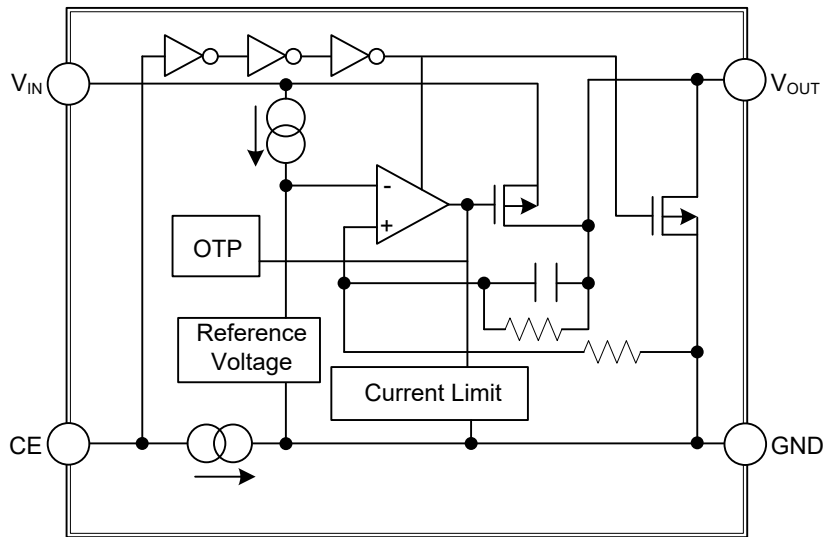 VIN
VOUT
-
+
OTP
Reference
Voltage
Current Limit
CE
GND